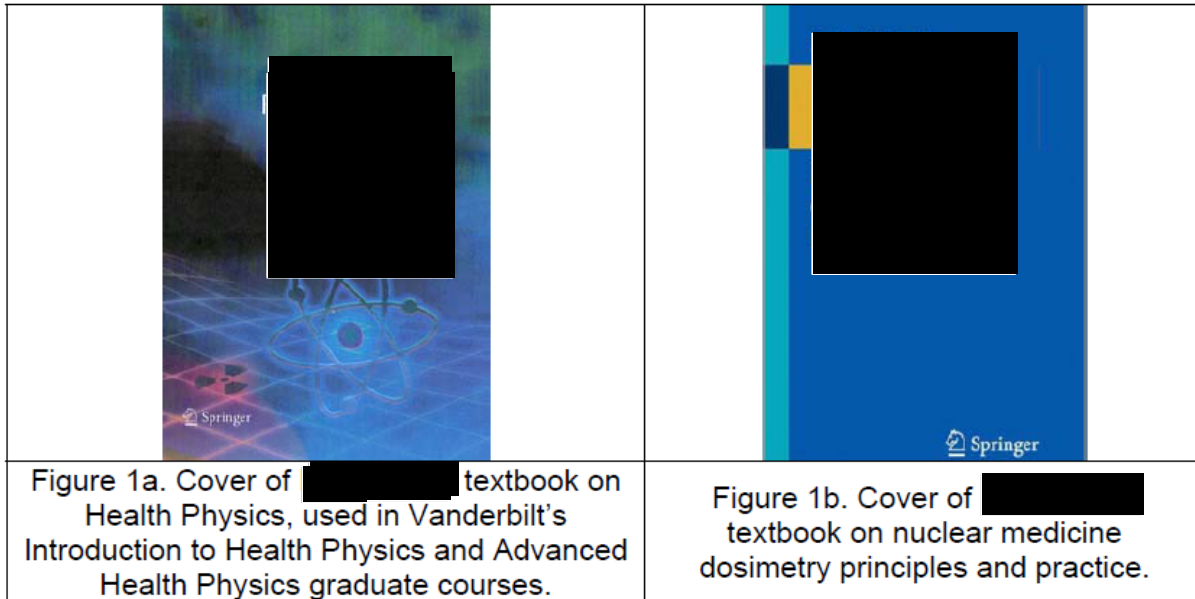 Springer
Springer
Figure 1a. Cover of textbook on
Health Physics, used in Vanderbilt's
Introduction to Health Physics and Advanced
Health Physics graduate courses.
Figure 1b. Cover of
textbook on nuclear medicine
dosimetry principles and practice.